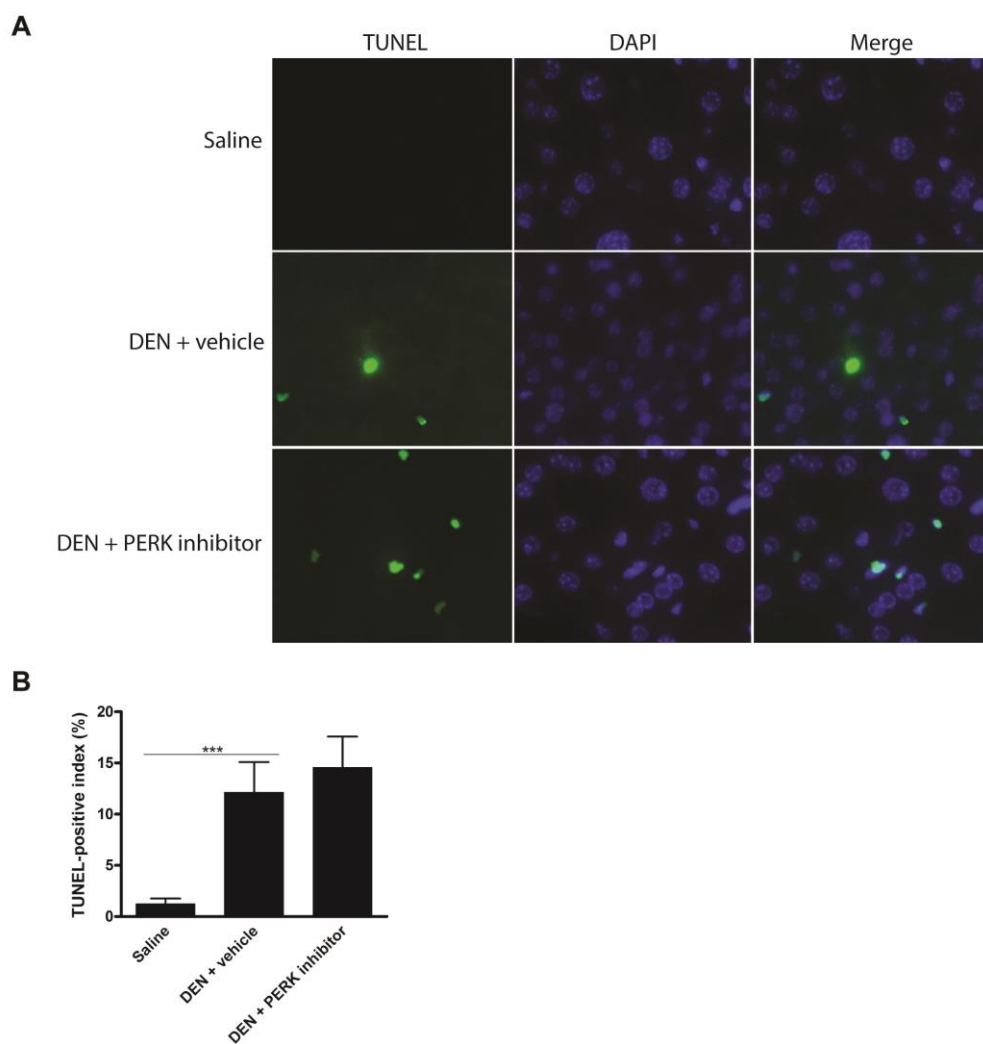 A
TUNEL DAPI Merge
Saline
DEN + vehicle
DEN + PERK inhibitor
B
TUNEL-positive index (%)
20
15
10
5
0
***
Saline
DEN + vehicle
DEN + PERK inhibitor